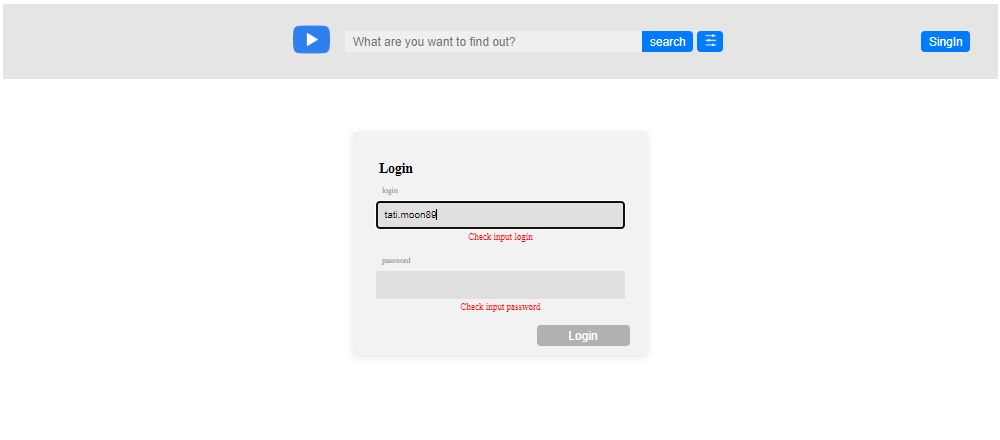 What are you want to find out?
search
SingIn
Login
login
tati.moon89
Check input login
password
Check input password
Login